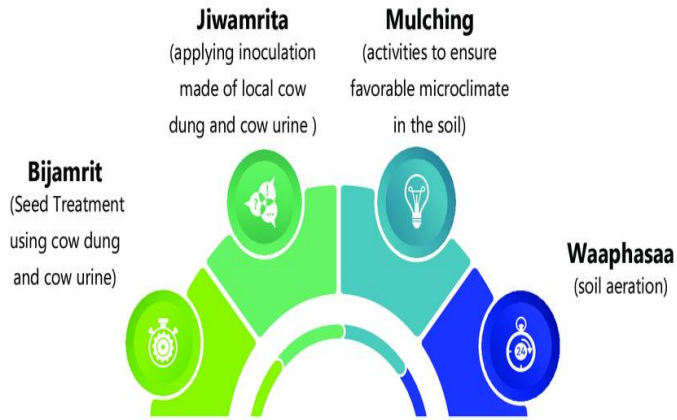 Jiwamrita
(applying inoculation
made of local cow
dung and cow urine )
Mulching
(activities to ensure
favorable microclimate
in the soil)
Bijamrit
(Seed Treatment
using cow dung
and cow urine)
Waaphasaa
(soil aeration)
? !
...
24